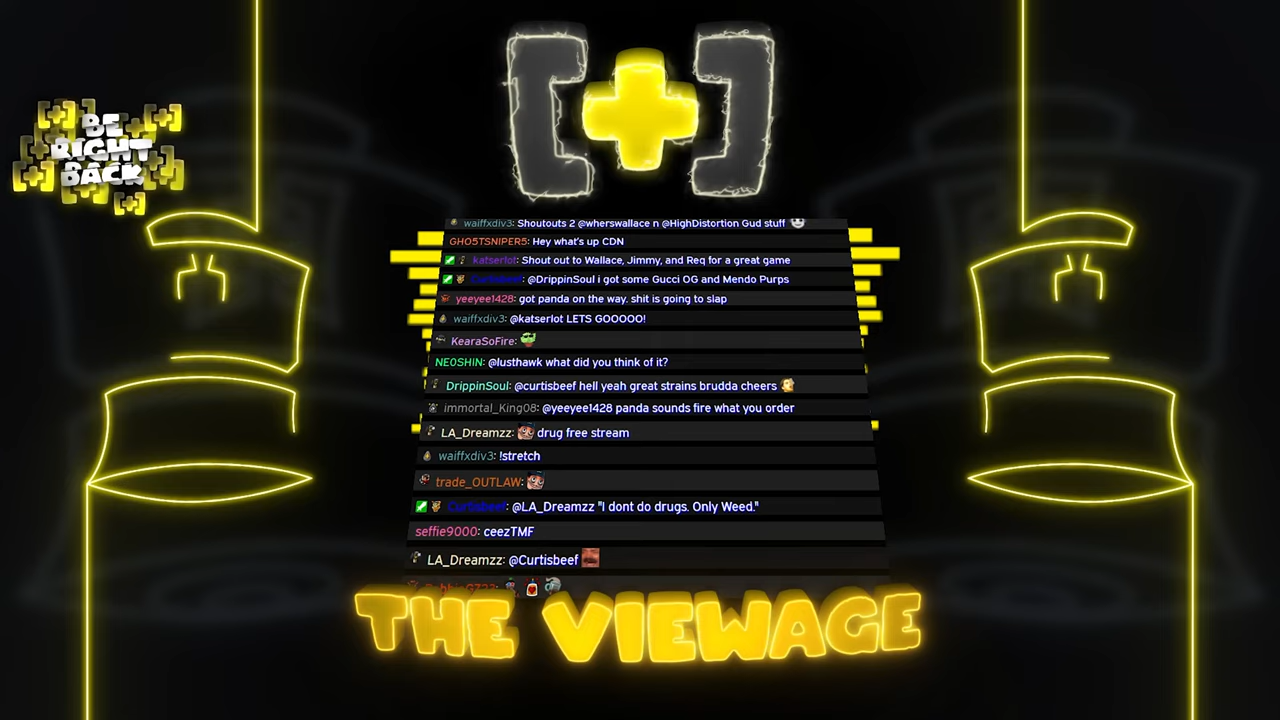 BE
RIGHT
BACK
waiffxdiv3: Shoutouts 2 @wherswallace n @HighDistortion Gud stuff
GHO5TSNIPER5: Hey what's up CDN
katserlot: Shout out to Wallace, Jimmy, and Req for a great game
Curtisbeef: @DrippinSoul i got some Gucci OG and Mendo Purps
yeeyee1428: got panda on the way. shit is going to slap
waiffxdiv3: @katserlot LETS GOOOOO!
KearaSoFire:
NE0SHIN: @lusthawk what did you think of it?
DrippinSoul: @curtisbeef hell yeah great strains brudda cheers
immortal_King08: @yeeyee1428 panda sounds fire what you order
LA_Dreamzz: drug free stream
waiffxdiv3: !stretch
trade_OUTLAW:
Curtisbeef: @LA_Dreamzz "I dont do drugs. Only Weed."
seffie9000: ceezTMF
LA_Dreamzz: @Curtisbeef
THE VIEWAGE